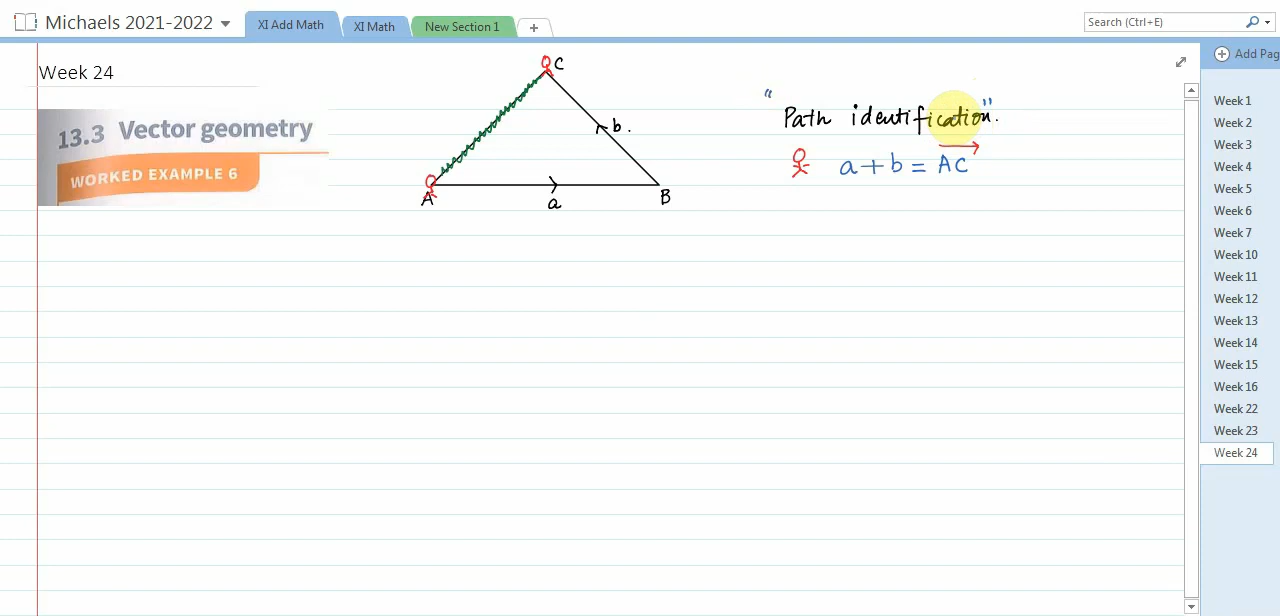 Michaels 2021-2022
XI Add Math
XI Math
New Section 1
Search (Ctrl+E)
Add Pag
Week 24
13.3 Vector geometry
WORKED EXAMPLE 6
C
b.
A
a
B
"Path identification".
a + b = AC
Week 1
Week 2
Week 3
Week 4
Week 5
Week 6
Week 7
Week 10
Week 11
Week 12
Week 13
Week 14
Week 15
Week 16
Week 22
Week 23
Week 24